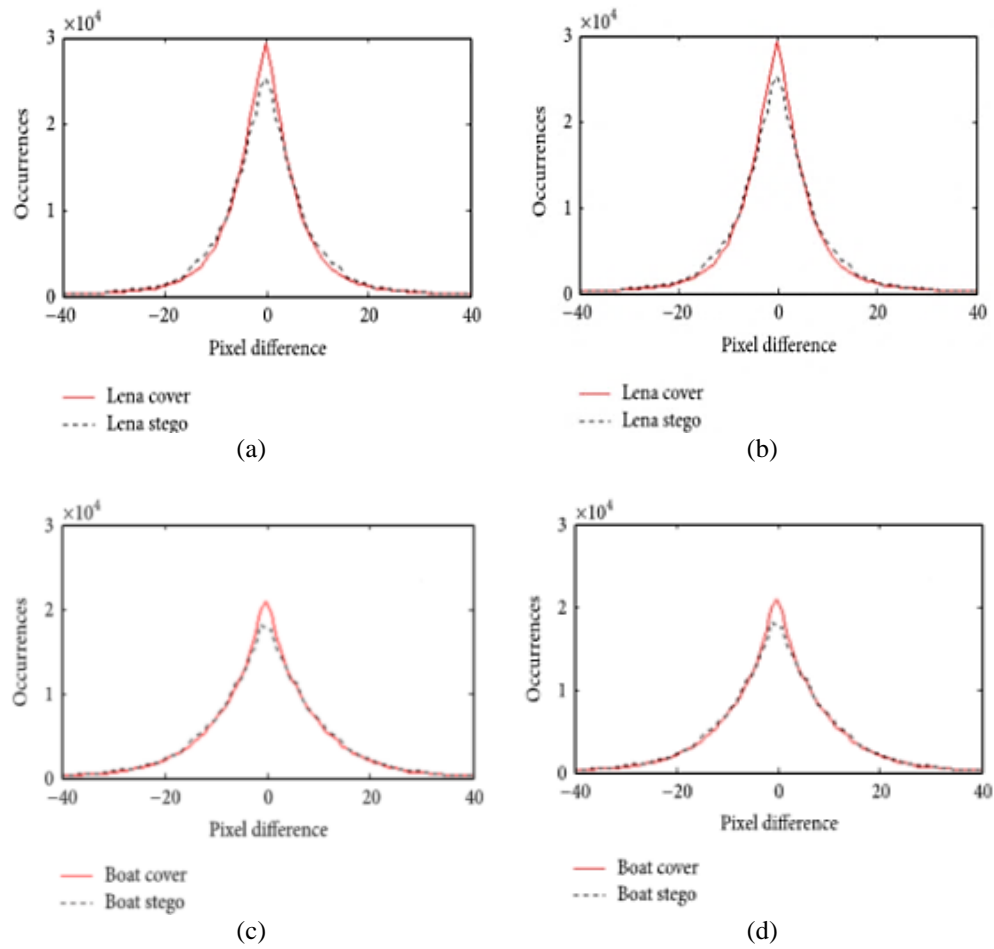 ×10⁴
3
2
1
0
Occurrences
−40 −20 0 20 40
Pixel difference
Lena cover
Lena stego
(a)
×10⁴
3
2
1
0
Occurrences
−40 −20 0 20 40
Pixel difference
Lena cover
Lena stego
(b)
×10⁴
3
2
1
0
Occurrences
−40 −20 0 20 40
Pixel difference
Boat cover
Boat stego
(c)
×10⁴
3
2
1
0
Occurrences
−40 −20 0 20 40
Pixel difference
Boat cover
Boat stego
(d)